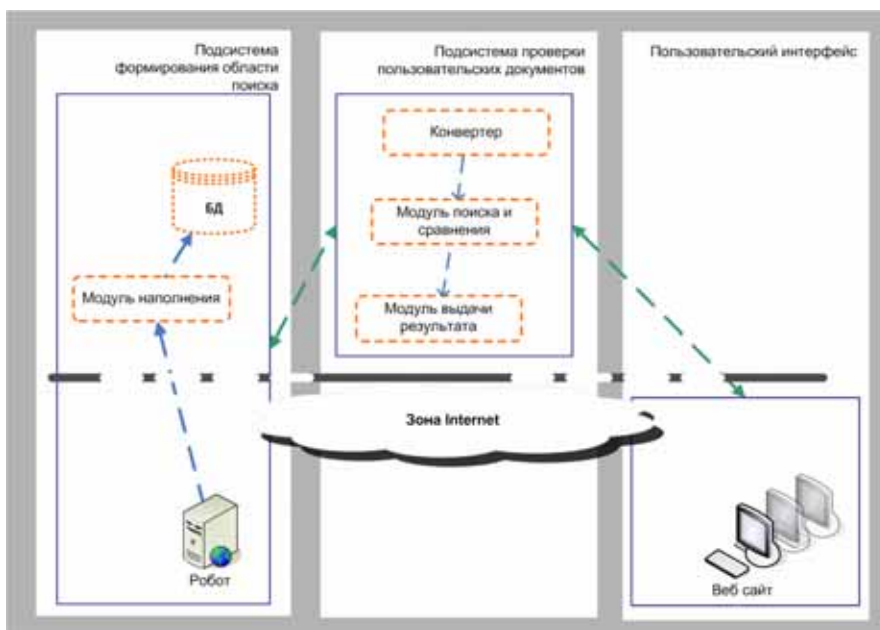 Подсистема
формирования области
поиска
БД
Модуль наполнения
Робот
Подсистема проверки
пользовательских документов
Конвертер
Модуль поиска и
сравнения
Модуль выдачи
результата
Зона Internet
Пользовательский интерфейс
Веб сайт